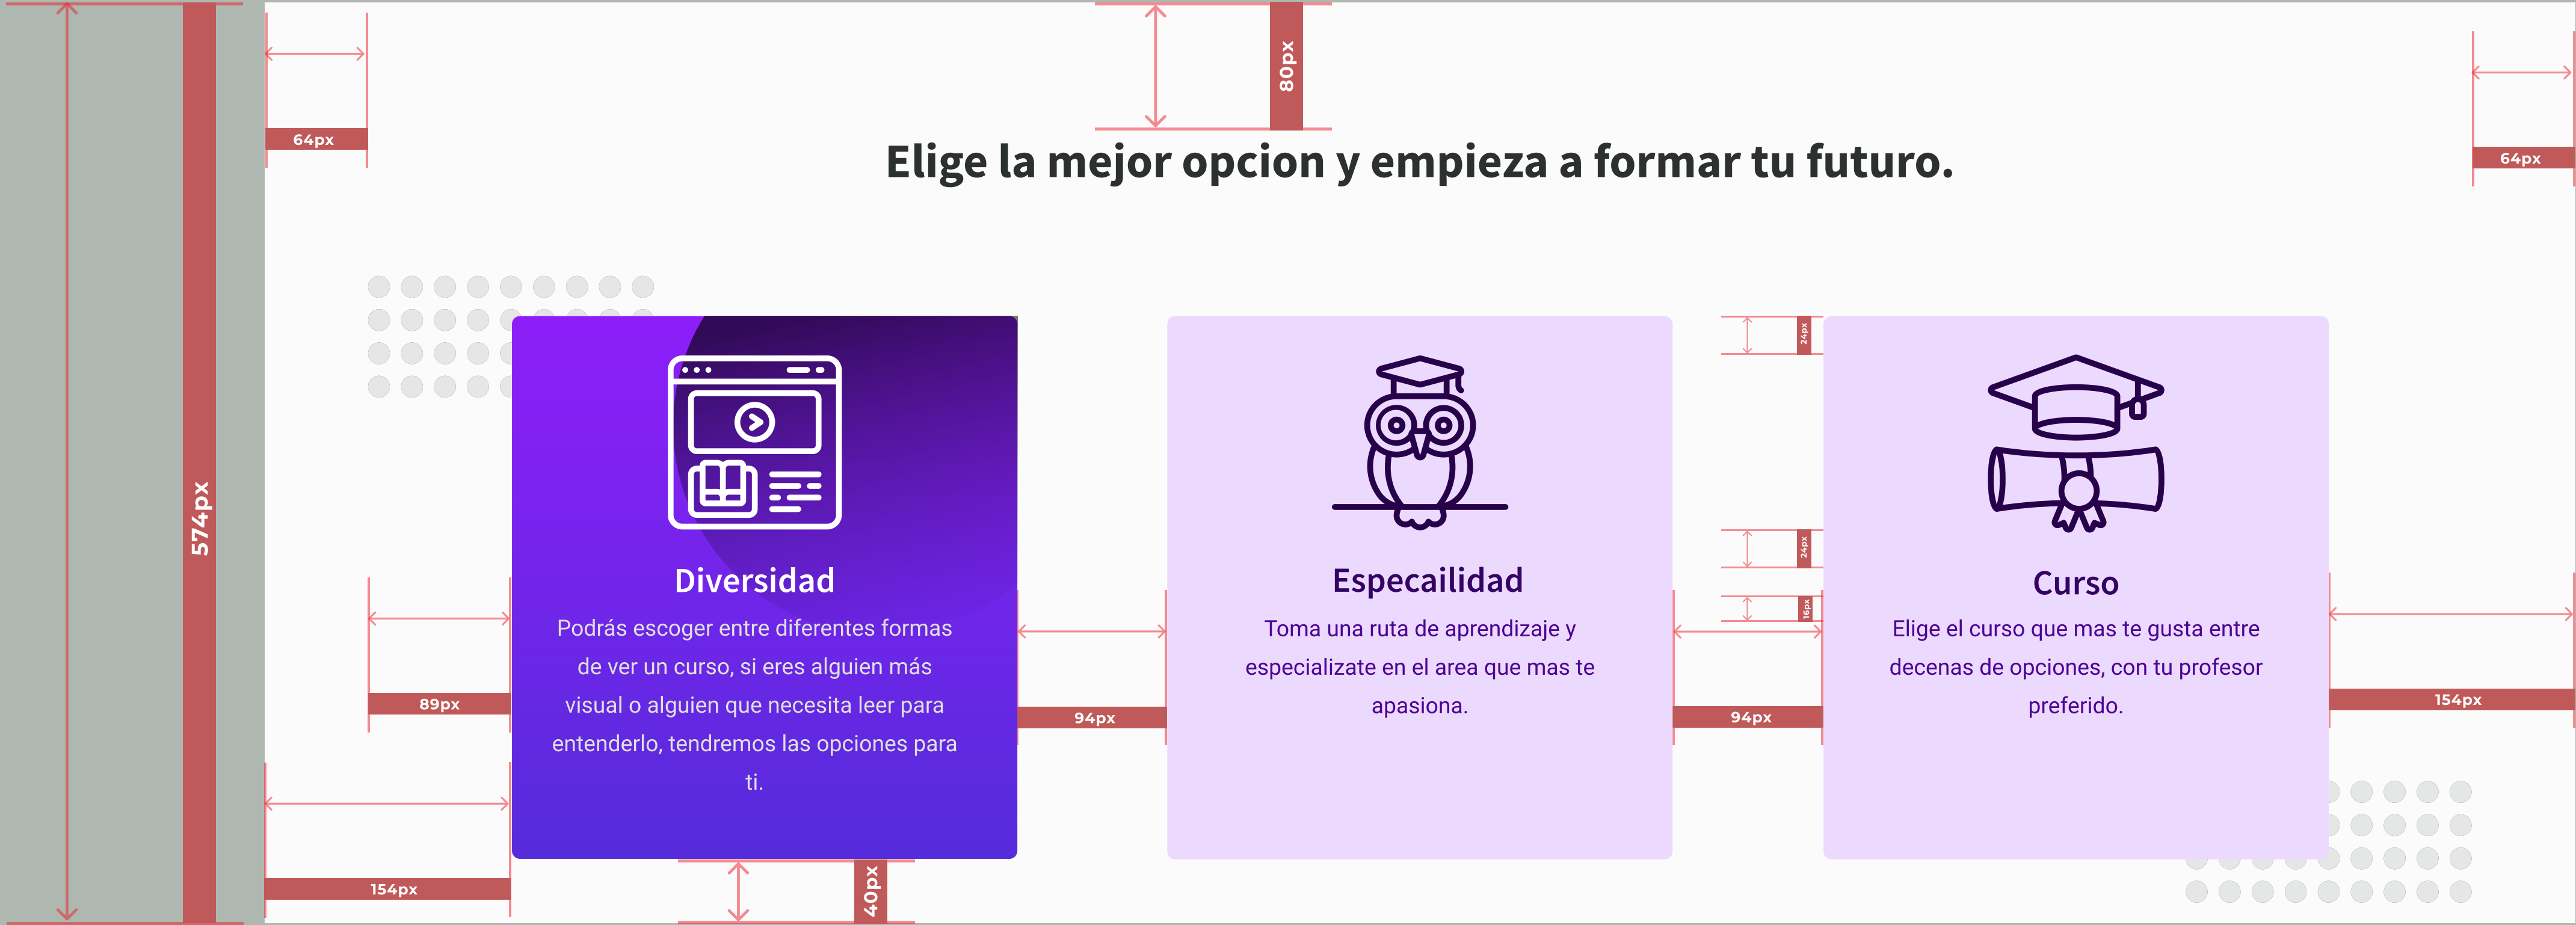 80px
64px
64px
Elige la mejor opcion y empieza a formar tu futuro.
574px
24px
24px
16px
Diversidad
Podrás escoger entre diferentes formas
de ver un curso, si eres alguien más
visual o alguien que necesita leer para
entenderlo, tendremos las opciones para
ti.
Especailidad
Toma una ruta de aprendizaje y
especializate en el area que mas te
apasiona.
Curso
Elige el curso que mas te gusta entre
decenas de opciones, con tu profesor
preferido.
89px
94px
94px
154px
154px
40px